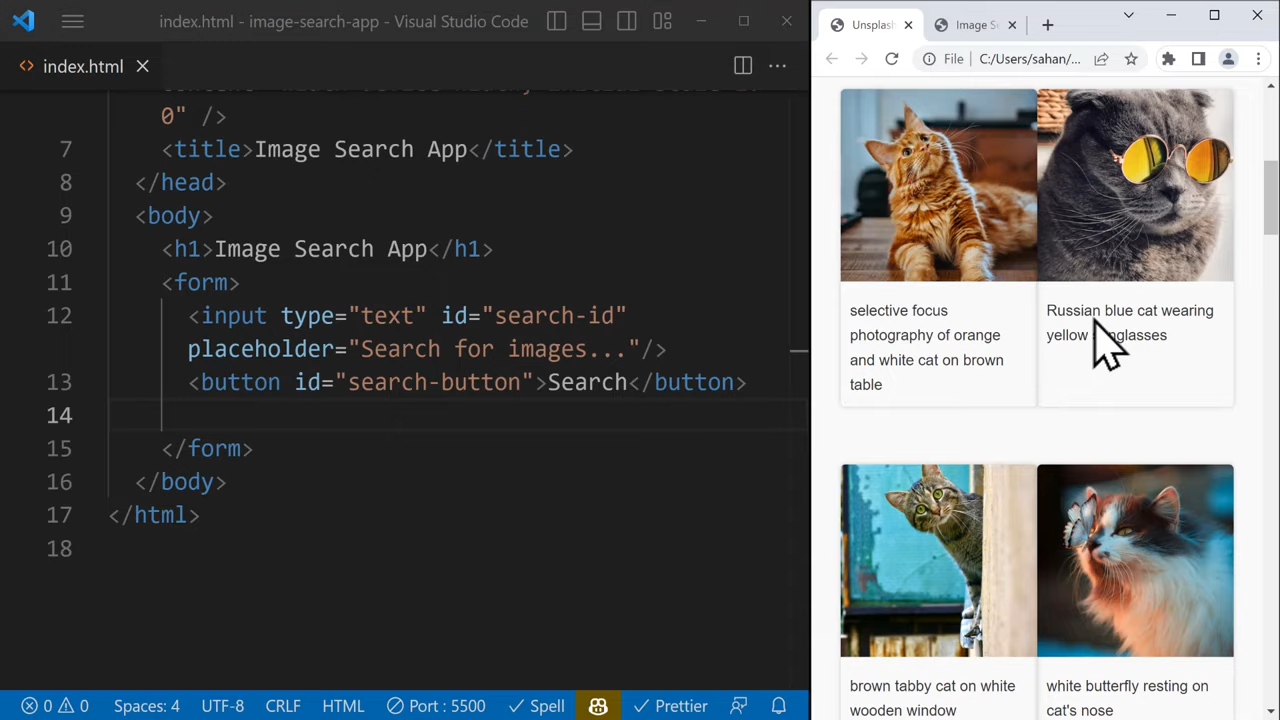 index.html - image-search-app - Visual Studio Code
index.html
0" />
7 <title>Image Search App</title>
8 </head>
9 <body>
10 <h1>Image Search App</h1>
11 <form>
12 <input type="text" id="search-id"
placeholder="Search for images..."/>
13 <button id="search-button">Search</button>
14
15 </form>
16 </body>
17 </html>
18
0 0 Spaces: 4 UTF-8 CRLF HTML Port : 5500 Spell Prettier
Unsplas
Image S
File C:/Users/sahan/...
selective focus
photography of orange
and white cat on brown
table
Russian blue cat wearing
yellow
brown tabby cat on white
wooden window
white butterfly resting on
cat's nose